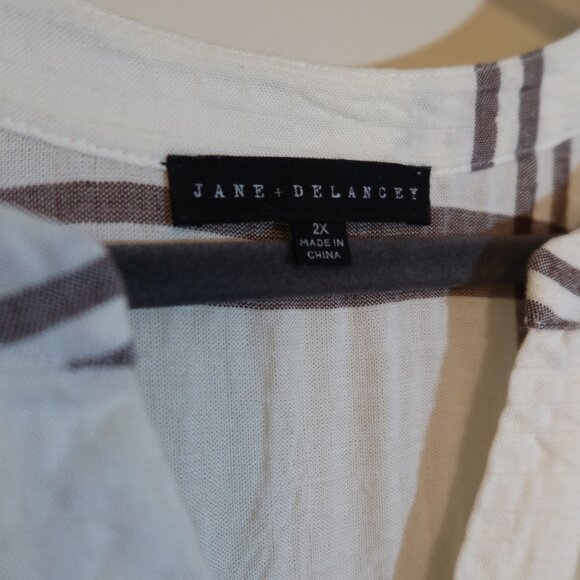 JANE + DELANCEY
2X
MADE IN
CHINA